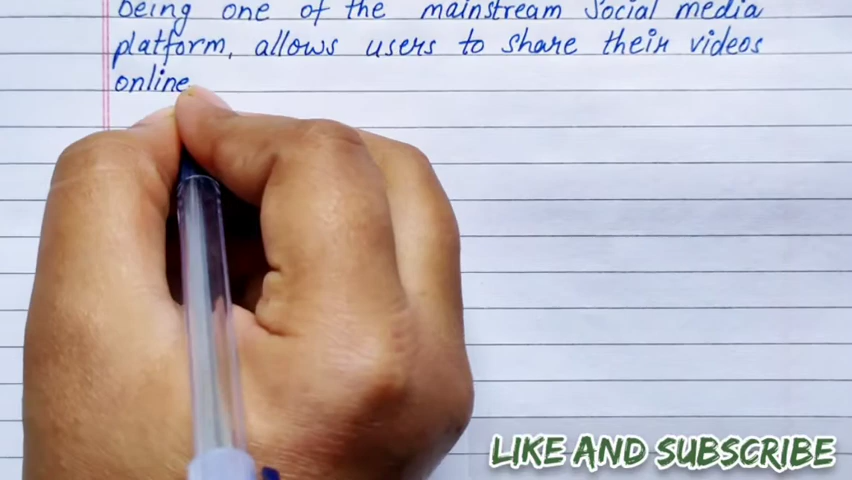 being one of the mainstream Social media
platform, allows users to share their videos
online
LIKE AND SUBSCRIBE